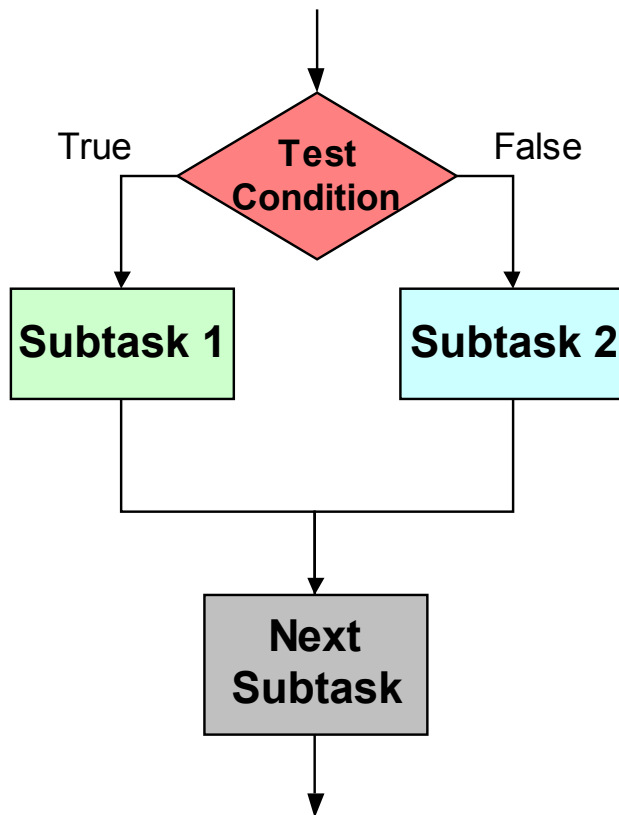 True
Test
False
Condition
Subtask 1
Subtask 2
Next
Subtask